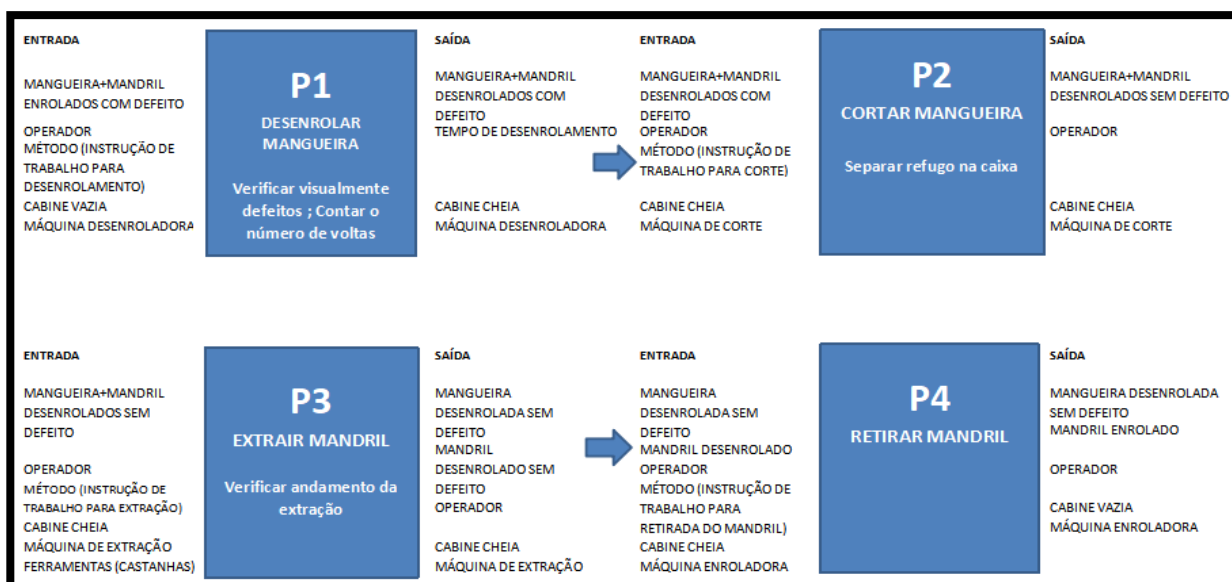 ENTRADA
MANGUEIRA+MANDRIL
ENROLADOS COM DEFEITO
OPERADOR
MÉTODO (INSTRUÇÃO DE
TRABALHO PARA
DESENROLAMENTO)
CABINE VAZIA
MÁQUINA DESENROLADORA
P1
DESENROLAR
MANGUEIRA
Verificar visualmente
defeitos ; Contar o
número de voltas
SAÍDA
MANGUEIRA+MANDRIL
DESENROLADOS COM
DEFEITO
TEMPO DE DESENROLAMENTO
CABINE CHEIA
MÁQUINA DESENROLADORA
ENTRADA
MANGUEIRA+MANDRIL
DESENROLADOS COM
DEFEITO
OPERADOR
MÉTODO (INSTRUÇÃO DE
TRABALHO PARA CORTE)
CABINE CHEIA
MÁQUINA DE CORTE
P2
CORTAR MANGUEIRA
Separar refugo na caixa
SAÍDA
MANGUEIRA+MANDRIL
DESENROLADOS SEM DEFEITO
OPERADOR
CABINE CHEIA
MÁQUINA DE CORTE
ENTRADA
MANGUEIRA+MANDRIL
DESENROLADOS SEM
DEFEITO
OPERADOR
MÉTODO (INSTRUÇÃO DE
TRABALHO PARA EXTRAÇÃO)
CABINE CHEIA
MÁQUINA DE EXTRAÇÃO
FERRAMENTAS (CASTANHAS)
P3
EXTRAIR MANDRIL
Verificar andamento da
extração
SAÍDA
MANGUEIRA
DESENROLADA SEM
DEFEITO
MANDRIL
DESENROLADO SEM
DEFEITO
OPERADOR
CABINE CHEIA
MÁQUINA DE EXTRAÇÃO
ENTRADA
MANGUEIRA
DESENROLADA SEM
DEFEITO
MANDRIL DESENROLADO
OPERADOR
MÉTODO (INSTRUÇÃO DE
TRABALHO PARA
RETIRADA DO MANDRIL)
CABINE CHEIA
MÁQUINA ENROLADORA
P4
RETIRAR MANDRIL
SAÍDA
MANGUEIRA DESENROLADA
SEM DEFEITO
MANDRIL ENROLADO
OPERADOR
CABINE VAZIA
MÁQUINA ENROLADORA